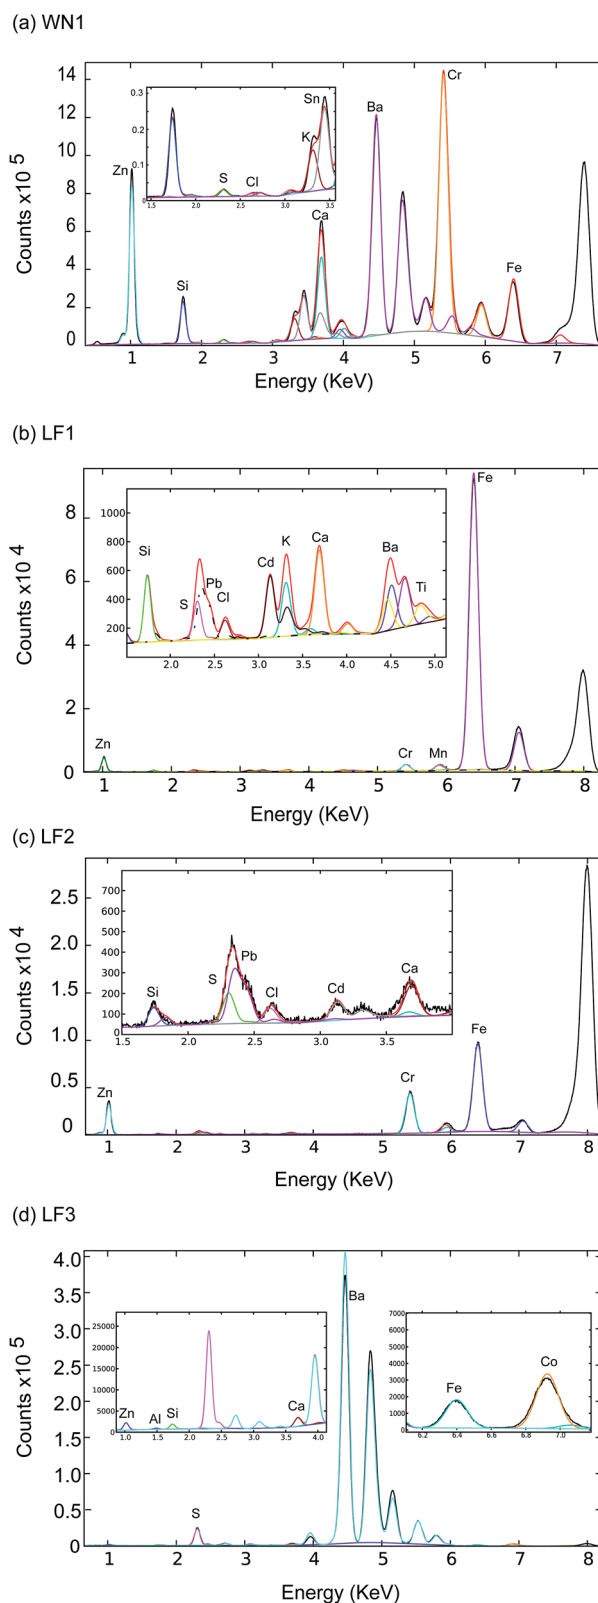 (a) WN1
14
12
10
8
6
4
2
0
Counts x10 5
0.3
0.2
0.1
0
1.5 2.0 2.5 3.0 3.5
Sn
K
S
Cl
Zn
Si
Ca
Ba
Cr
Fe
1 2 3 4 5 6 7
Energy (KeV)
(b) LF1
8
6
4
2
0
Counts x10 4
1000
800
600
400
200
2.0 2.5 3.0 3.5 4.0 4.5 5.0
Si
S
Pb
Cl
Cd
K
Ca
Ba
Ti
Fe
Zn
Cr
Mn
1 2 3 4 5 6 7 8
Energy (KeV)
(c) LF2
2.5
2.0
1.5
1.0
0.5
0
Counts x10 4
700
600
500
400
300
200
100
1.5 2.0 2.5 3.0 3.5
Si
S
Pb
Cl
Cd
Ca
Zn
Cr
Fe
1 2 3 4 5 6 7 8
Energy (KeV)
(d) LF3
4.0
3.5
3.0
2.5
2.0
1.5
1.0
0.5
0
Counts x10 5
25000
20000
15000
10000
5000
0
1.0 1.5 2.0 2.5 3.0 3.5 4.0
Zn
Al
Si
Ca
Ba
7000
6000
5000
4000
3000
2000
1000
0
6.2 6.4 6.6 6.8 7.0
Fe
Co
S
1 2 3 4 5 6 7 8
Energy (KeV)